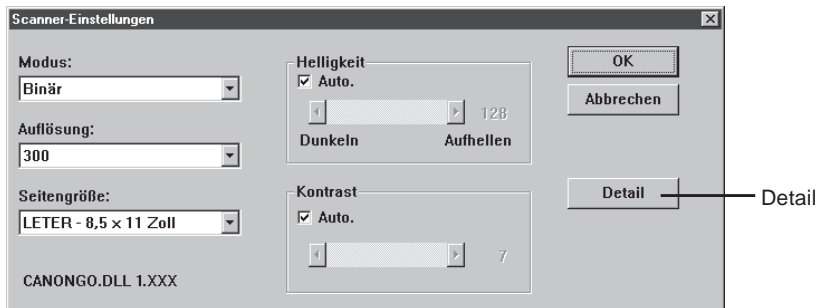 Scanner-Einstellungen
Modus:
Binär
Auflösung:
300
Seitengröße:
LETER - 8,5 x 11 Zoll
CANONGO.DLL 1.XXX
Helligkeit
Auto.
128
Dunkeln Aufhellen
Kontrast
Auto.
7
OK
Abbrechen
Detail
Detail